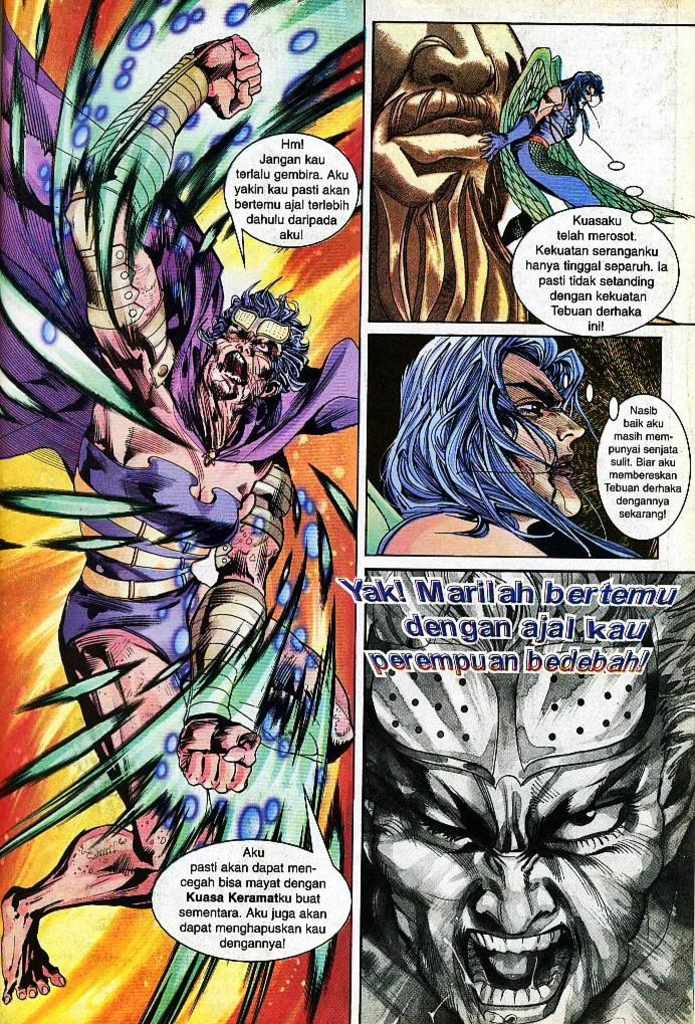 Hm!
Jangan kau
terlalu gembira. Aku
yakin kau pasti akan
bertemu ajal terlebih
dahulu daripada
aku!
Aku
pasti akan dapat men-
cegah bisa mayat dengan
Kuasa Keramatku buat
sementara. Aku juga akan
dapat menghapuskan kau
dengannya!
Kuasaku
telah merosot.
Kekuatan seranganku
hanya tinggal separuh. Ia
pasti tidak setanding
dengan kekuatan
Tebuan derhaka
ini!
Nasib
baik aku
masih mem-
punyai senjata
sulit. Biar aku
membereskan
Tebuan derhaka
dengannya
sekarang!
Yak! Marilah bertemu
dengan ajal kau
perempuan bedebah!